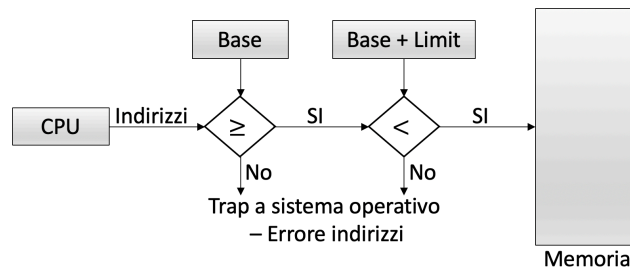 Base
Base + Limit
CPU
Indirizzi
≥
SI
<
SI
No
No
Trap a sistema operativo
– Errore indirizzi
Memoria